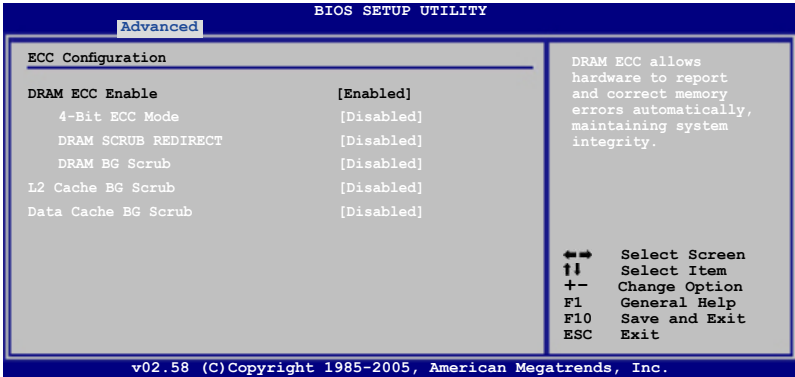 BIOS SETUP UTILITY
Advanced
ECC Configuration
DRAM ECC Enable [Enabled]
4-Bit ECC Mode [Disabled]
DRAM SCRUB REDIRECT [Disabled]
DRAM BG Scrub [Disabled]
L2 Cache BG Scrub [Disabled]
Data Cache BG Scrub [Disabled]
DRAM ECC allows
hardware to report
and correct memory
errors automatically,
maintaining system
integrity.
←→ Select Screen
↑↓ Select Item
+- Change Option
F1 General Help
F10 Save and Exit
ESC Exit
v02.58 (C)Copyright 1985-2005, American Megatrends, Inc.